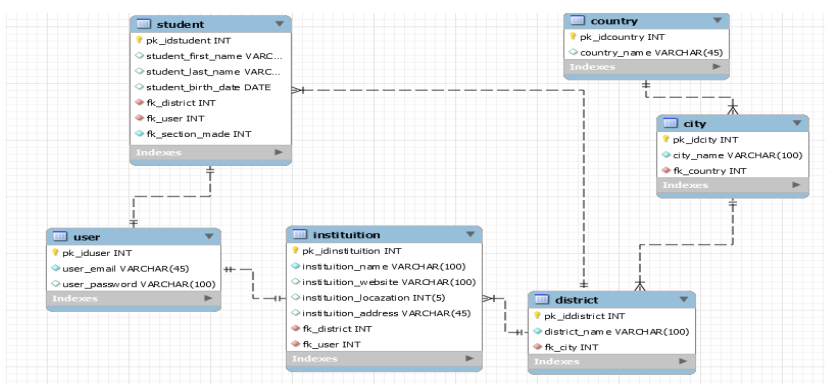 student
pk_idstudent INT
student_first_name VARC...
student_last_name VARC...
student_birth_date DATE
fk_district INT
fk_user INT
fk_section_made INT
Indexes
country
pk_idcountry INT
country_name VARCHAR(45)
Indexes
city
pk_idcity INT
city_name VARCHAR(100)
fk_country INT
Indexes
user
pk_iduser INT
user_email VARCHAR(45)
user_password VARCHAR(100)
Indexes
instituition
pk_idinstituition INT
instituition_name VARCHAR(100)
instituition_website VARCHAR(100)
instituition_locazation INT(5)
instituition_address VARCHAR(45)
fk_district INT
fk_user INT
Indexes
district
pk_iddistrict INT
district_name VARCHAR(100)
fk_city INT
Indexes